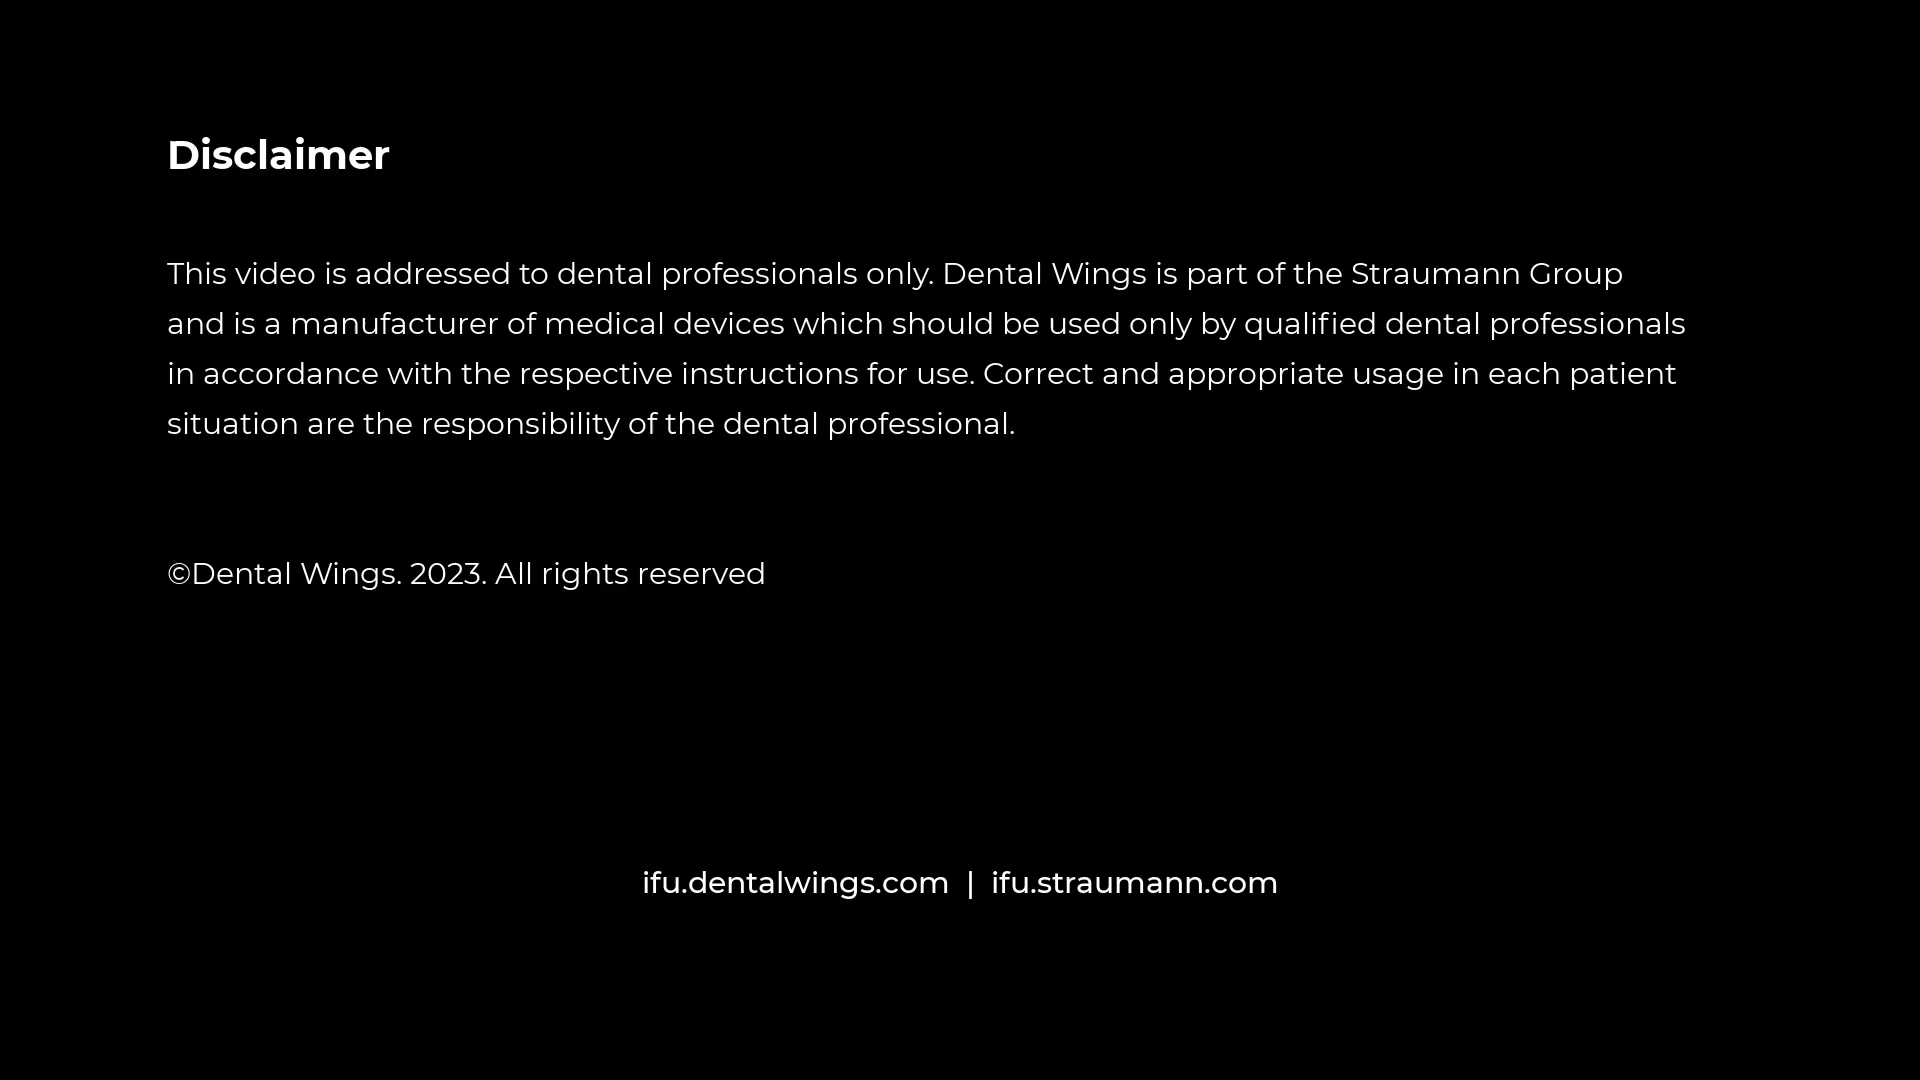 Disclaimer
This video is addressed to dental professionals only. Dental Wings is part of the Straumann Group
and is a manufacturer of medical devices which should be used only by qualified dental professionals
in accordance with the respective instructions for use. Correct and appropriate usage in each patient
situation are the responsibility of the dental professional.
©Dental Wings. 2023. All rights reserved
ifu.dentalwings.com | ifu.straumann.com